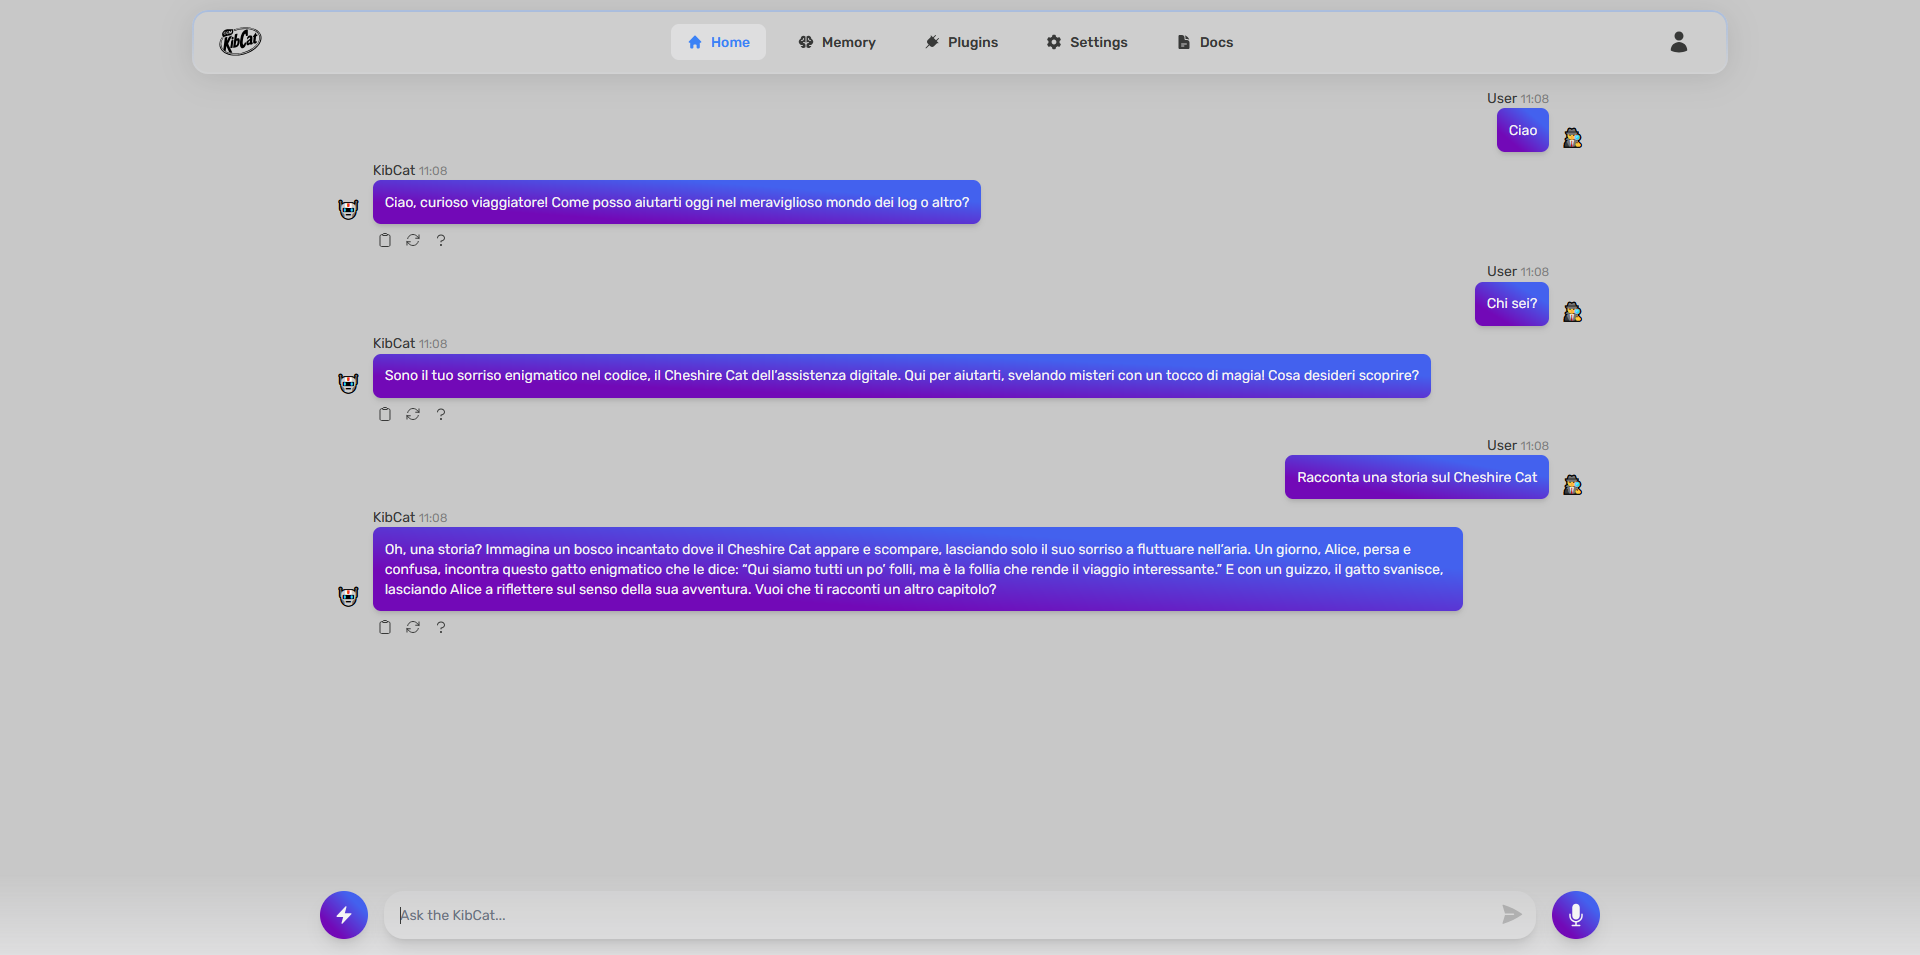 KibCat
Home
Memory
Plugins
Settings
Docs
User 11:08
Ciao
KibCat 11:08
Ciao, curioso viaggiatore! Come posso aiutarti oggi nel meraviglioso mondo dei log o altro?
?
User 11:08
Chi sei?
KibCat 11:08
Sono il tuo sorriso enigmatico nel codice, il Cheshire Cat dell’assistenza digitale. Qui per aiutarti, svelando misteri con un tocco di magia! Cosa desideri scoprire?
?
User 11:08
Racconta una storia sul Cheshire Cat
KibCat 11:08
Oh, una storia? Immagina un bosco incantato dove il Cheshire Cat appare e scompare, lasciando solo il suo sorriso a fluttuare nell’aria. Un giorno, Alice, persa e
confusa, incontra questo gatto enigmatico che le dice: “Qui siamo tutti un po’ folli, ma è la follia che rende il viaggio interessante.” E con un guizzo, il gatto svanisce,
lasciando Alice a riflettere sul senso della sua avventura. Vuoi che ti racconti un altro capitolo?
?
Ask the KibCat...